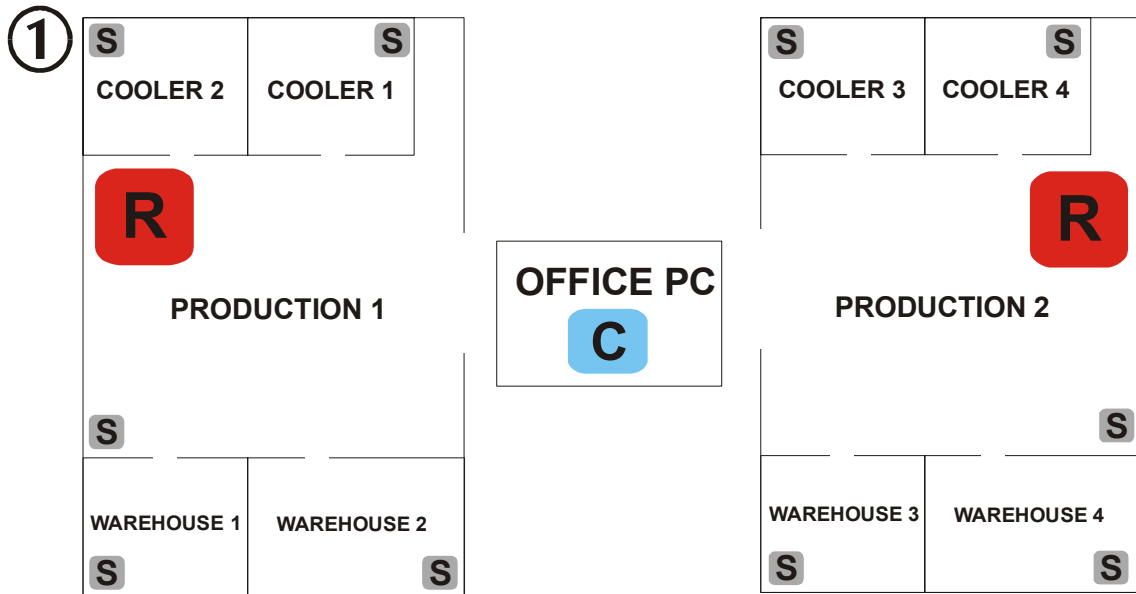 1
S
S
COOLER 2
COOLER 1
R
PRODUCTION 1
S
WAREHOUSE 1
WAREHOUSE 2
S
S
OFFICE PC
C
S
S
COOLER 3
COOLER 4
R
PRODUCTION 2
S
WAREHOUSE 3
WAREHOUSE 4
S
S